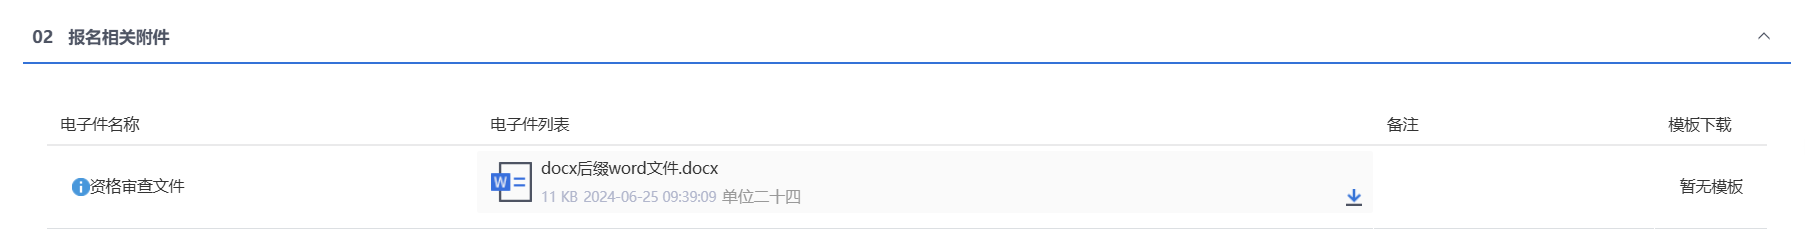 02 报名相关附件
电子件名称 电子件列表 备注 模板下载
docx后缀word文件.docx
资格审查文件 暂无模板
11 KB 2024-06-25 09:39:09 单位二十四